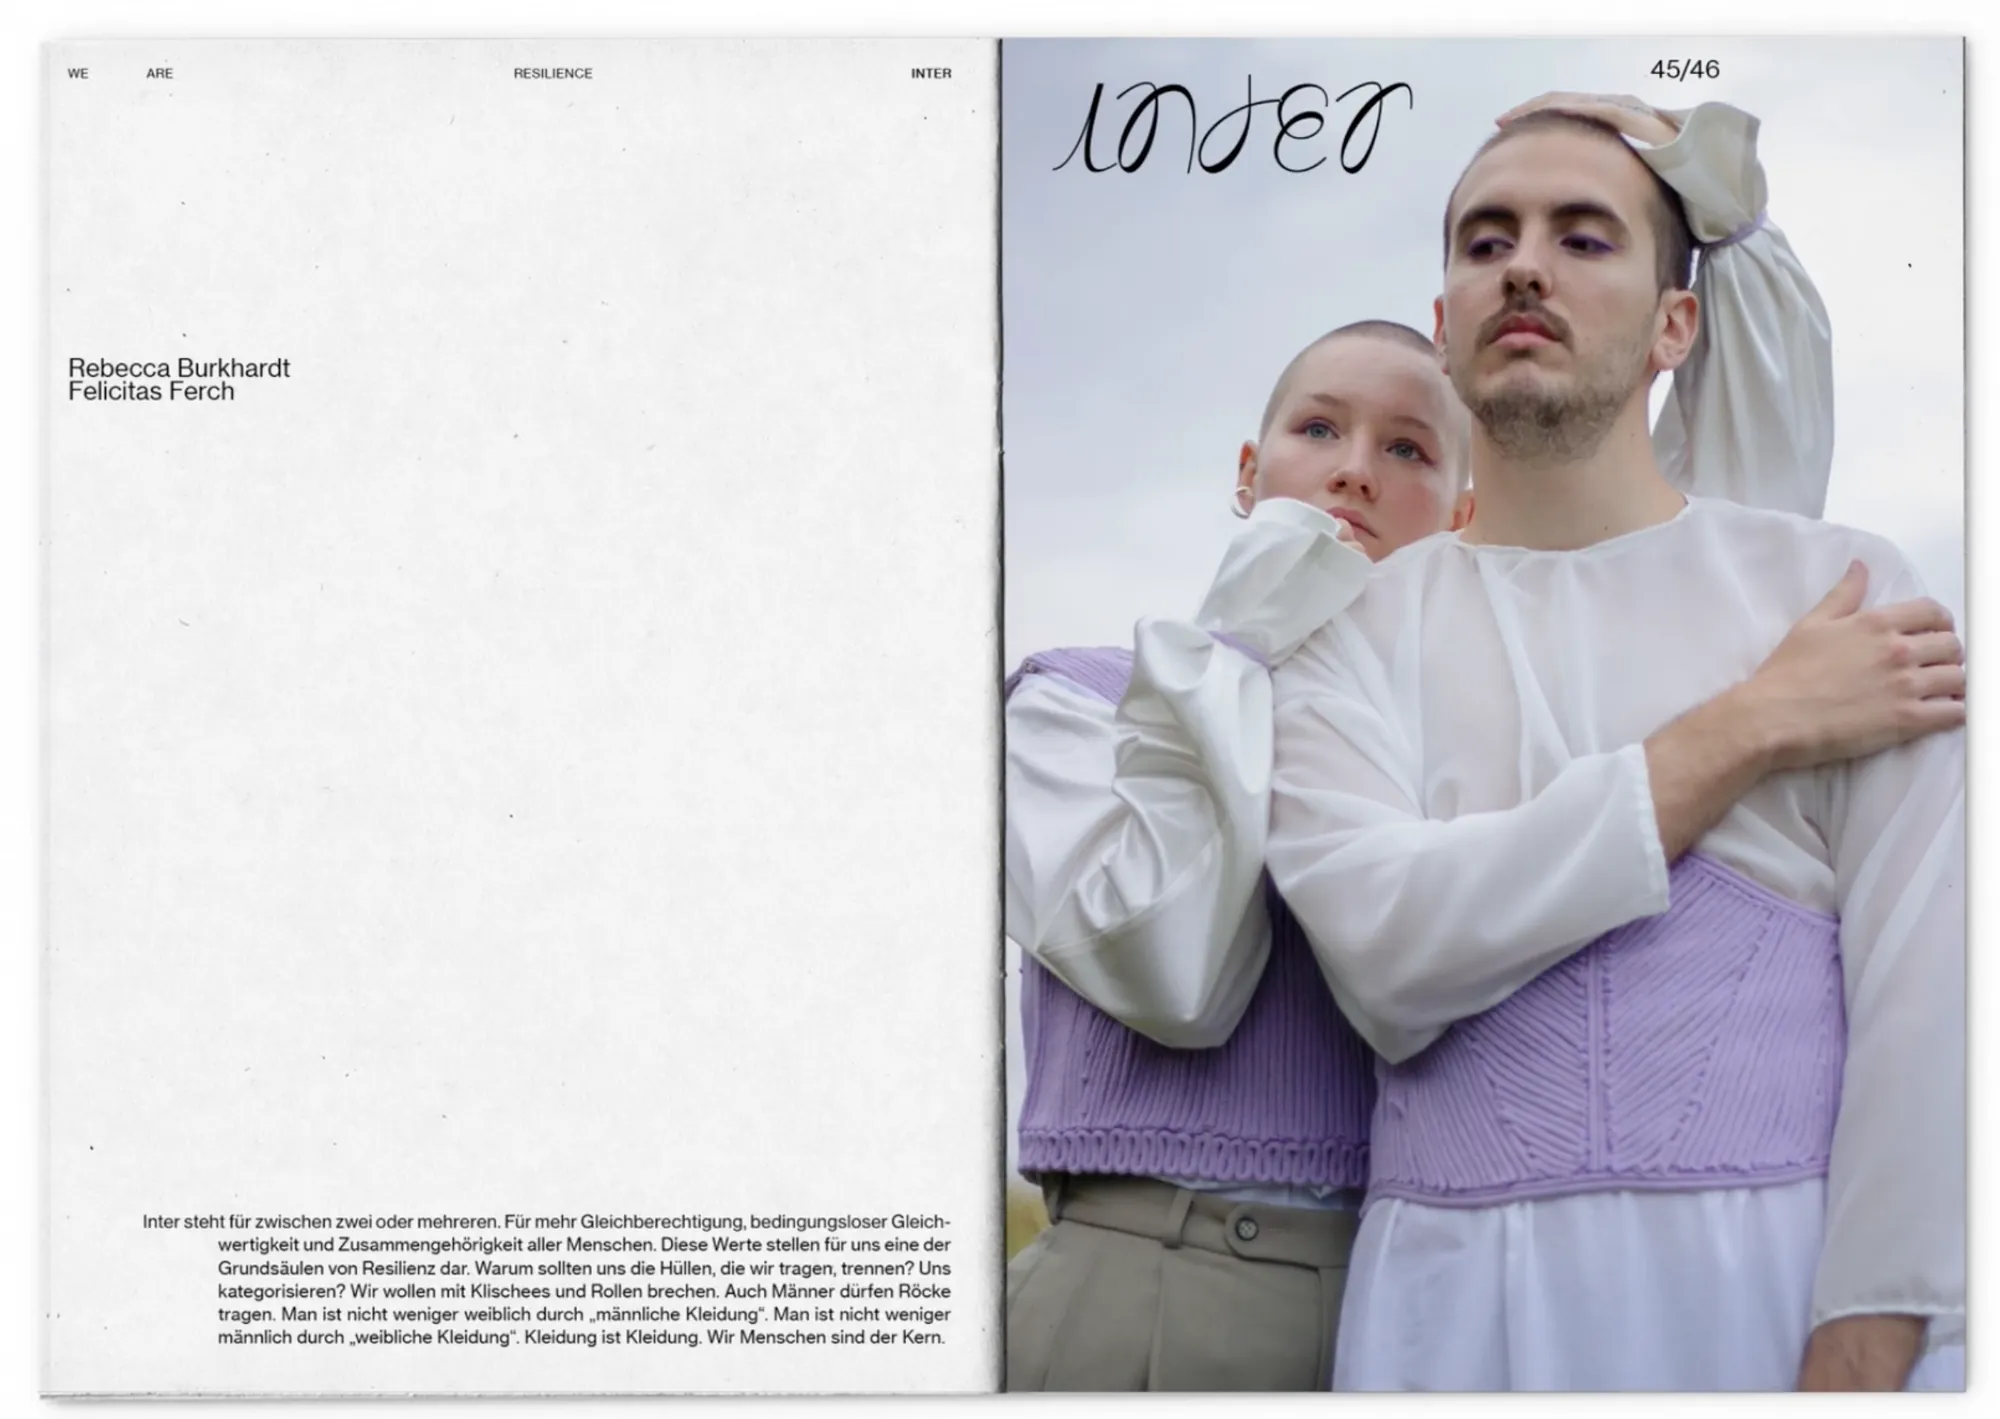 WE ARE RESILIENCE INTER
Rebecca Burkhardt
Felicitas Ferch
Inter steht für zwischen zwei oder mehreren. Für mehr Gleichberechtigung, bedingungsloser Gleich-
wertigkeit und Zusammengehörigkeit aller Menschen. Diese Werte stellen für uns eine der
Grundsäulen von Resilienz dar. Warum sollten uns die Hüllen, die wir tragen, trennen? Uns
kategorisieren? Wir wollen mit Klischees und Rollen brechen. Auch Männer dürfen Röcke
tragen. Man ist nicht weniger weiblich durch „männliche Kleidung“. Man ist nicht weniger
männlich durch „weibliche Kleidung“. Kleidung ist Kleidung. Wir Menschen sind der Kern.
inter
45/46